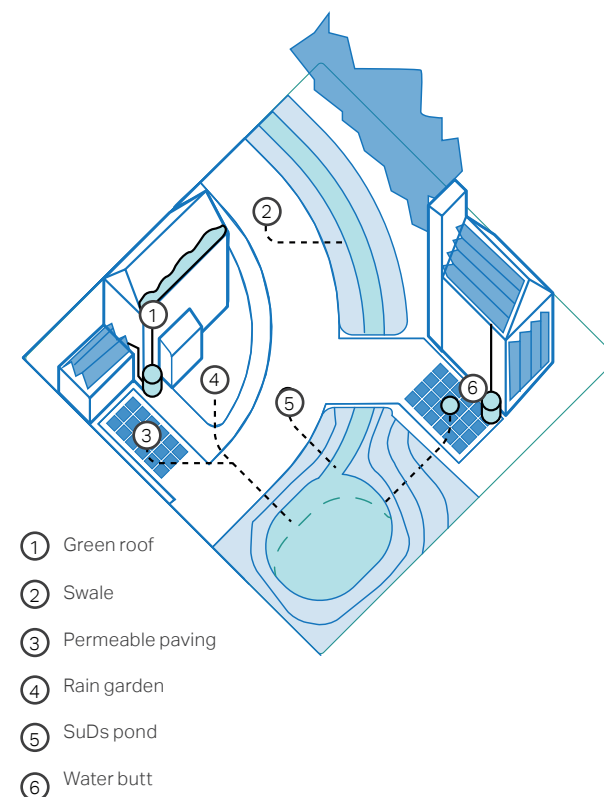 2
1
4
6
5
3
1 Green roof
2 Swale
3 Permeable paving
4 Rain garden
5 SuDs pond
6 Water butt